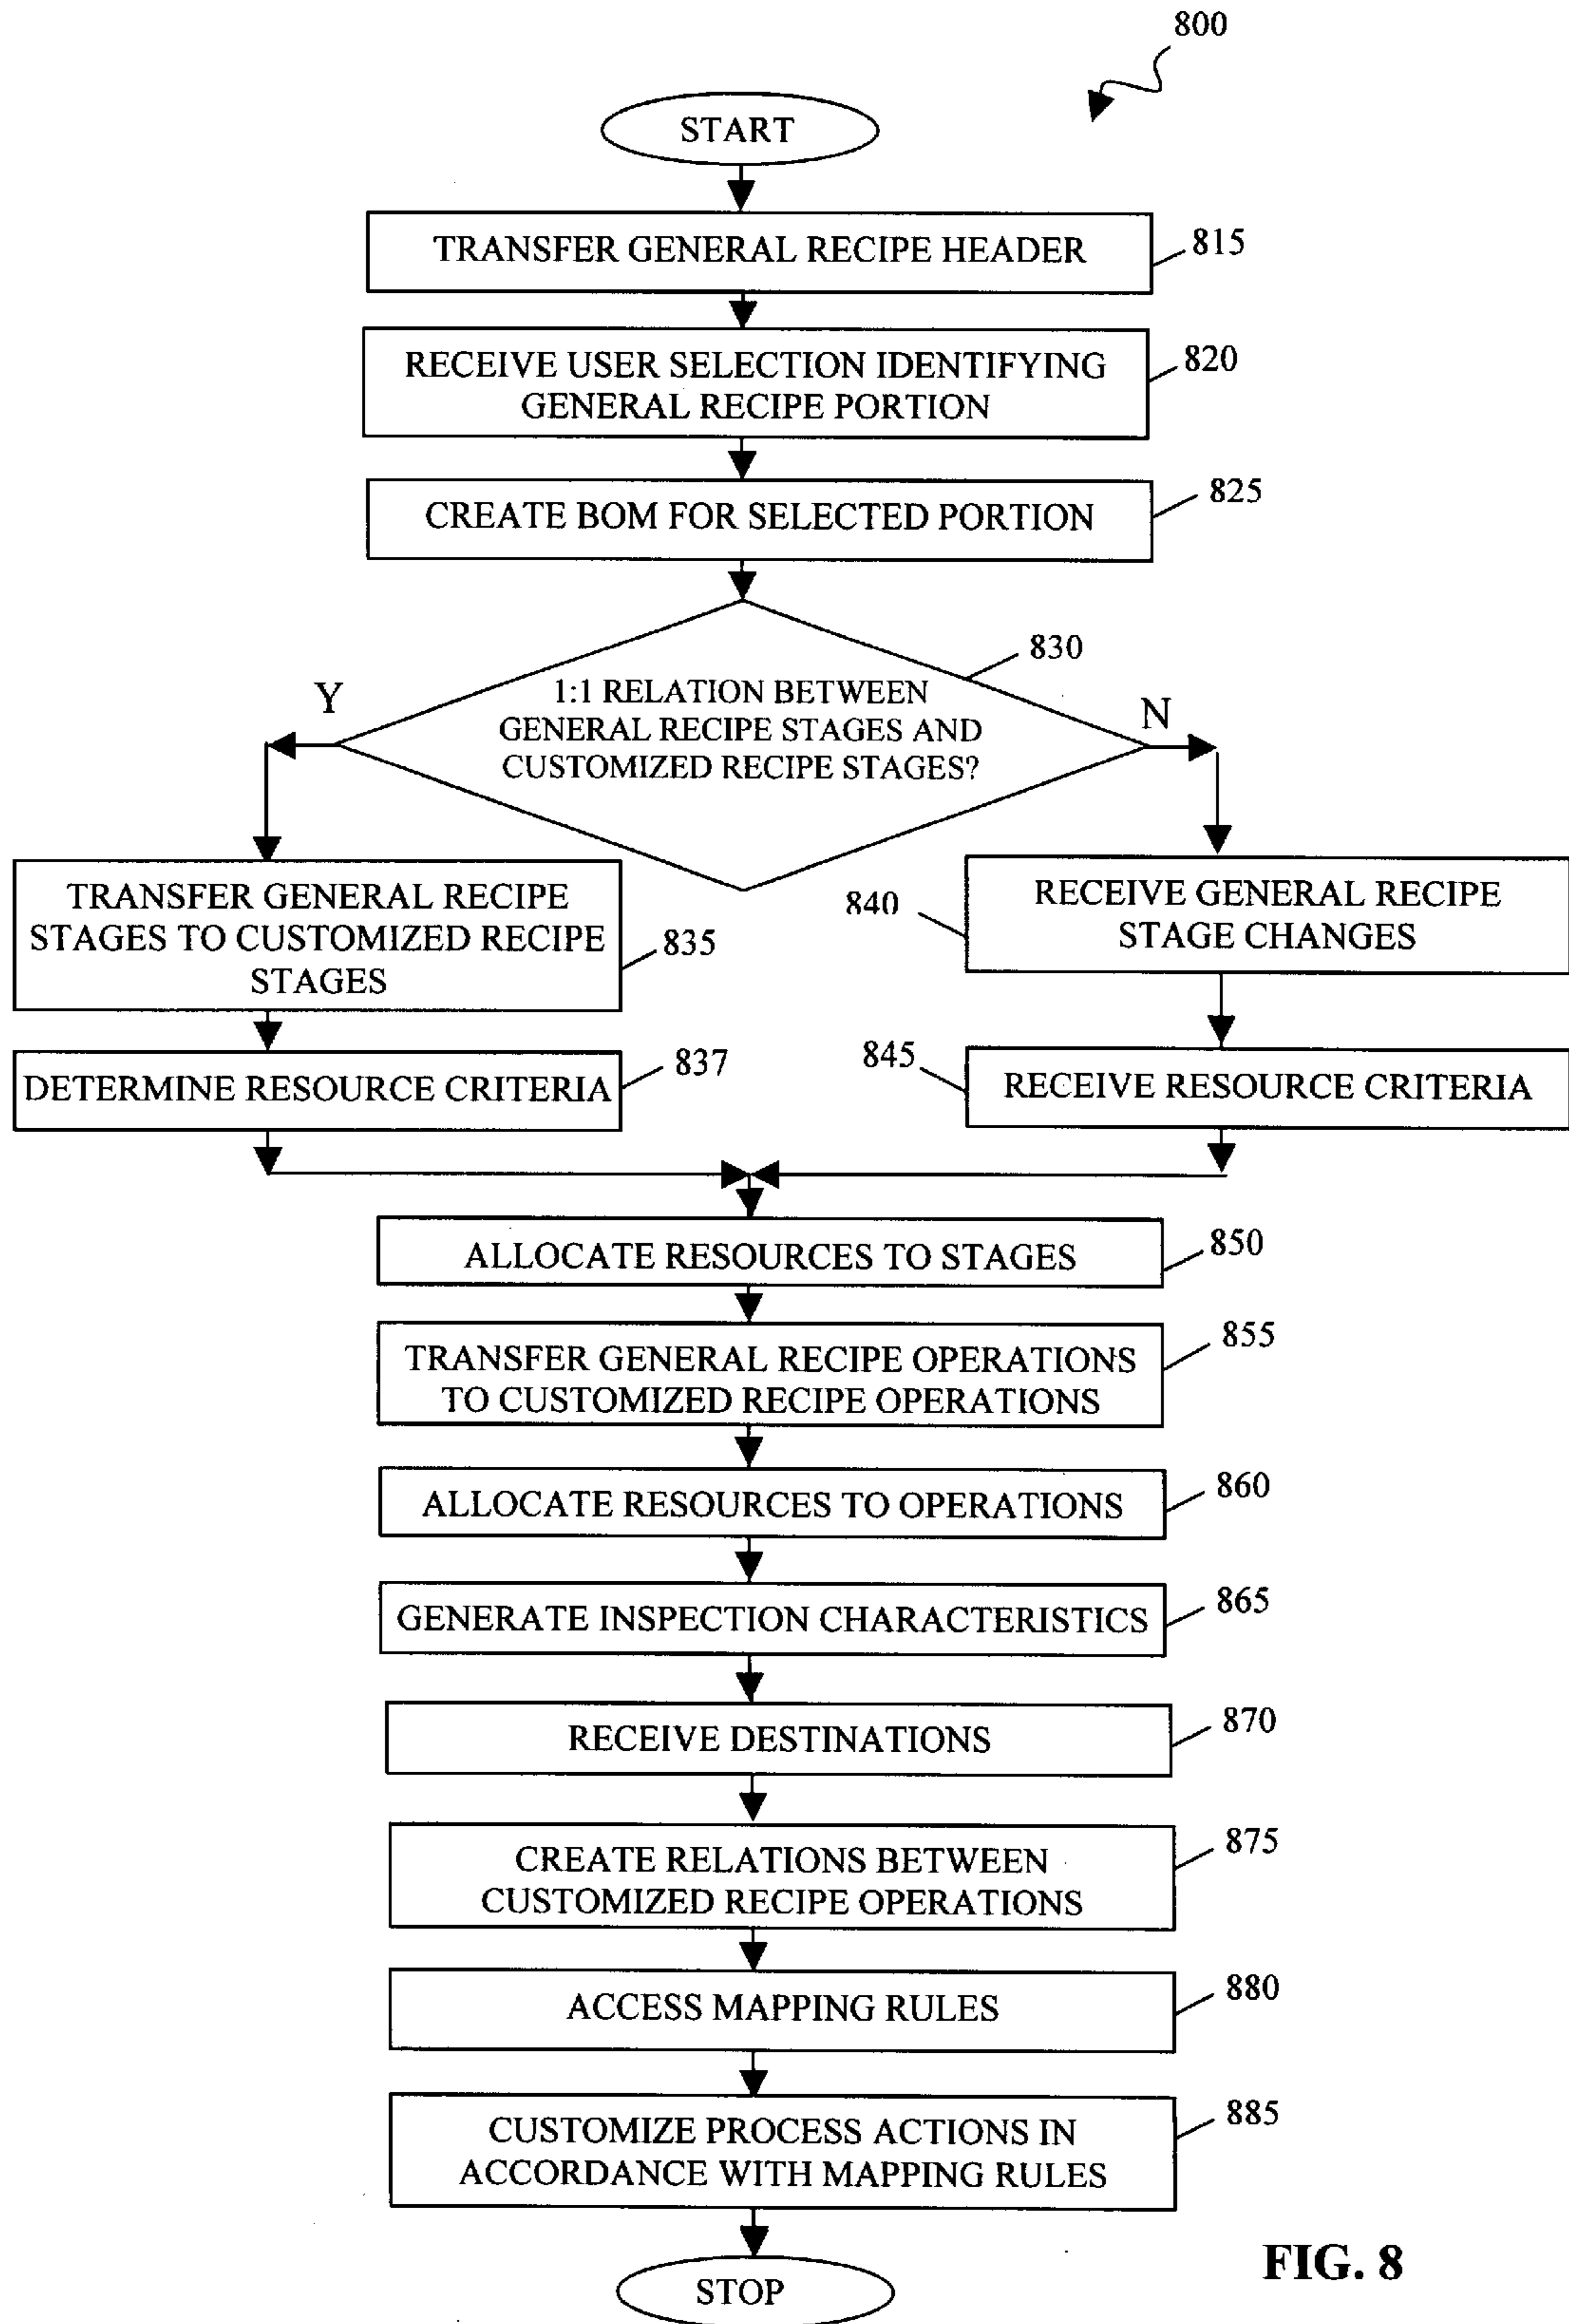 800
START
TRANSFER GENERAL RECIPE HEADER
815
RECEIVE USER SELECTION IDENTIFYING
GENERAL RECIPE PORTION
820
CREATE BOM FOR SELECTED PORTION
825
830
1:1 RELATION BETWEEN
GENERAL RECIPE STAGES AND
CUSTOMIZED RECIPE STAGES?
Y
N
TRANSFER GENERAL RECIPE
STAGES TO CUSTOMIZED RECIPE
STAGES
835
840
RECEIVE GENERAL RECIPE
STAGE CHANGES
DETERMINE RESOURCE CRITERIA
837
845
RECEIVE RESOURCE CRITERIA
ALLOCATE RESOURCES TO STAGES
850
TRANSFER GENERAL RECIPE OPERATIONS
TO CUSTOMIZED RECIPE OPERATIONS
855
ALLOCATE RESOURCES TO OPERATIONS
860
GENERATE INSPECTION CHARACTERISTICS
865
RECEIVE DESTINATIONS
870
CREATE RELATIONS BETWEEN
CUSTOMIZED RECIPE OPERATIONS
875
ACCESS MAPPING RULES
880
CUSTOMIZE PROCESS ACTIONS IN
ACCORDANCE WITH MAPPING RULES
885
STOP
FIG. 8